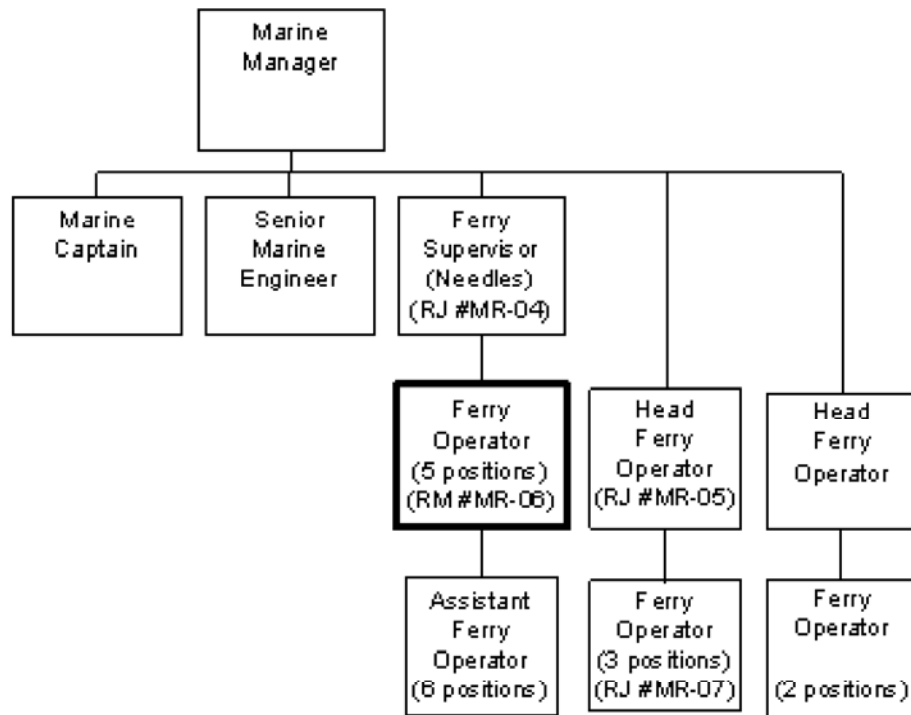 Marine
Manager
Marine
Captain
Senior
Marine
Engineer
Ferry
Supervisor
(Needles)
(RJ #MR-04)
Ferry
Operator
(5 positions)
(RM #MR-06)
Head
Ferry
Operator
(RJ #MR-05)
Head
Ferry
Operator
Assistant
Ferry
Operator
(6 positions)
Ferry
Operator
(3 positions)
(RJ #MR-07)
Ferry
Operator
(2 positions)